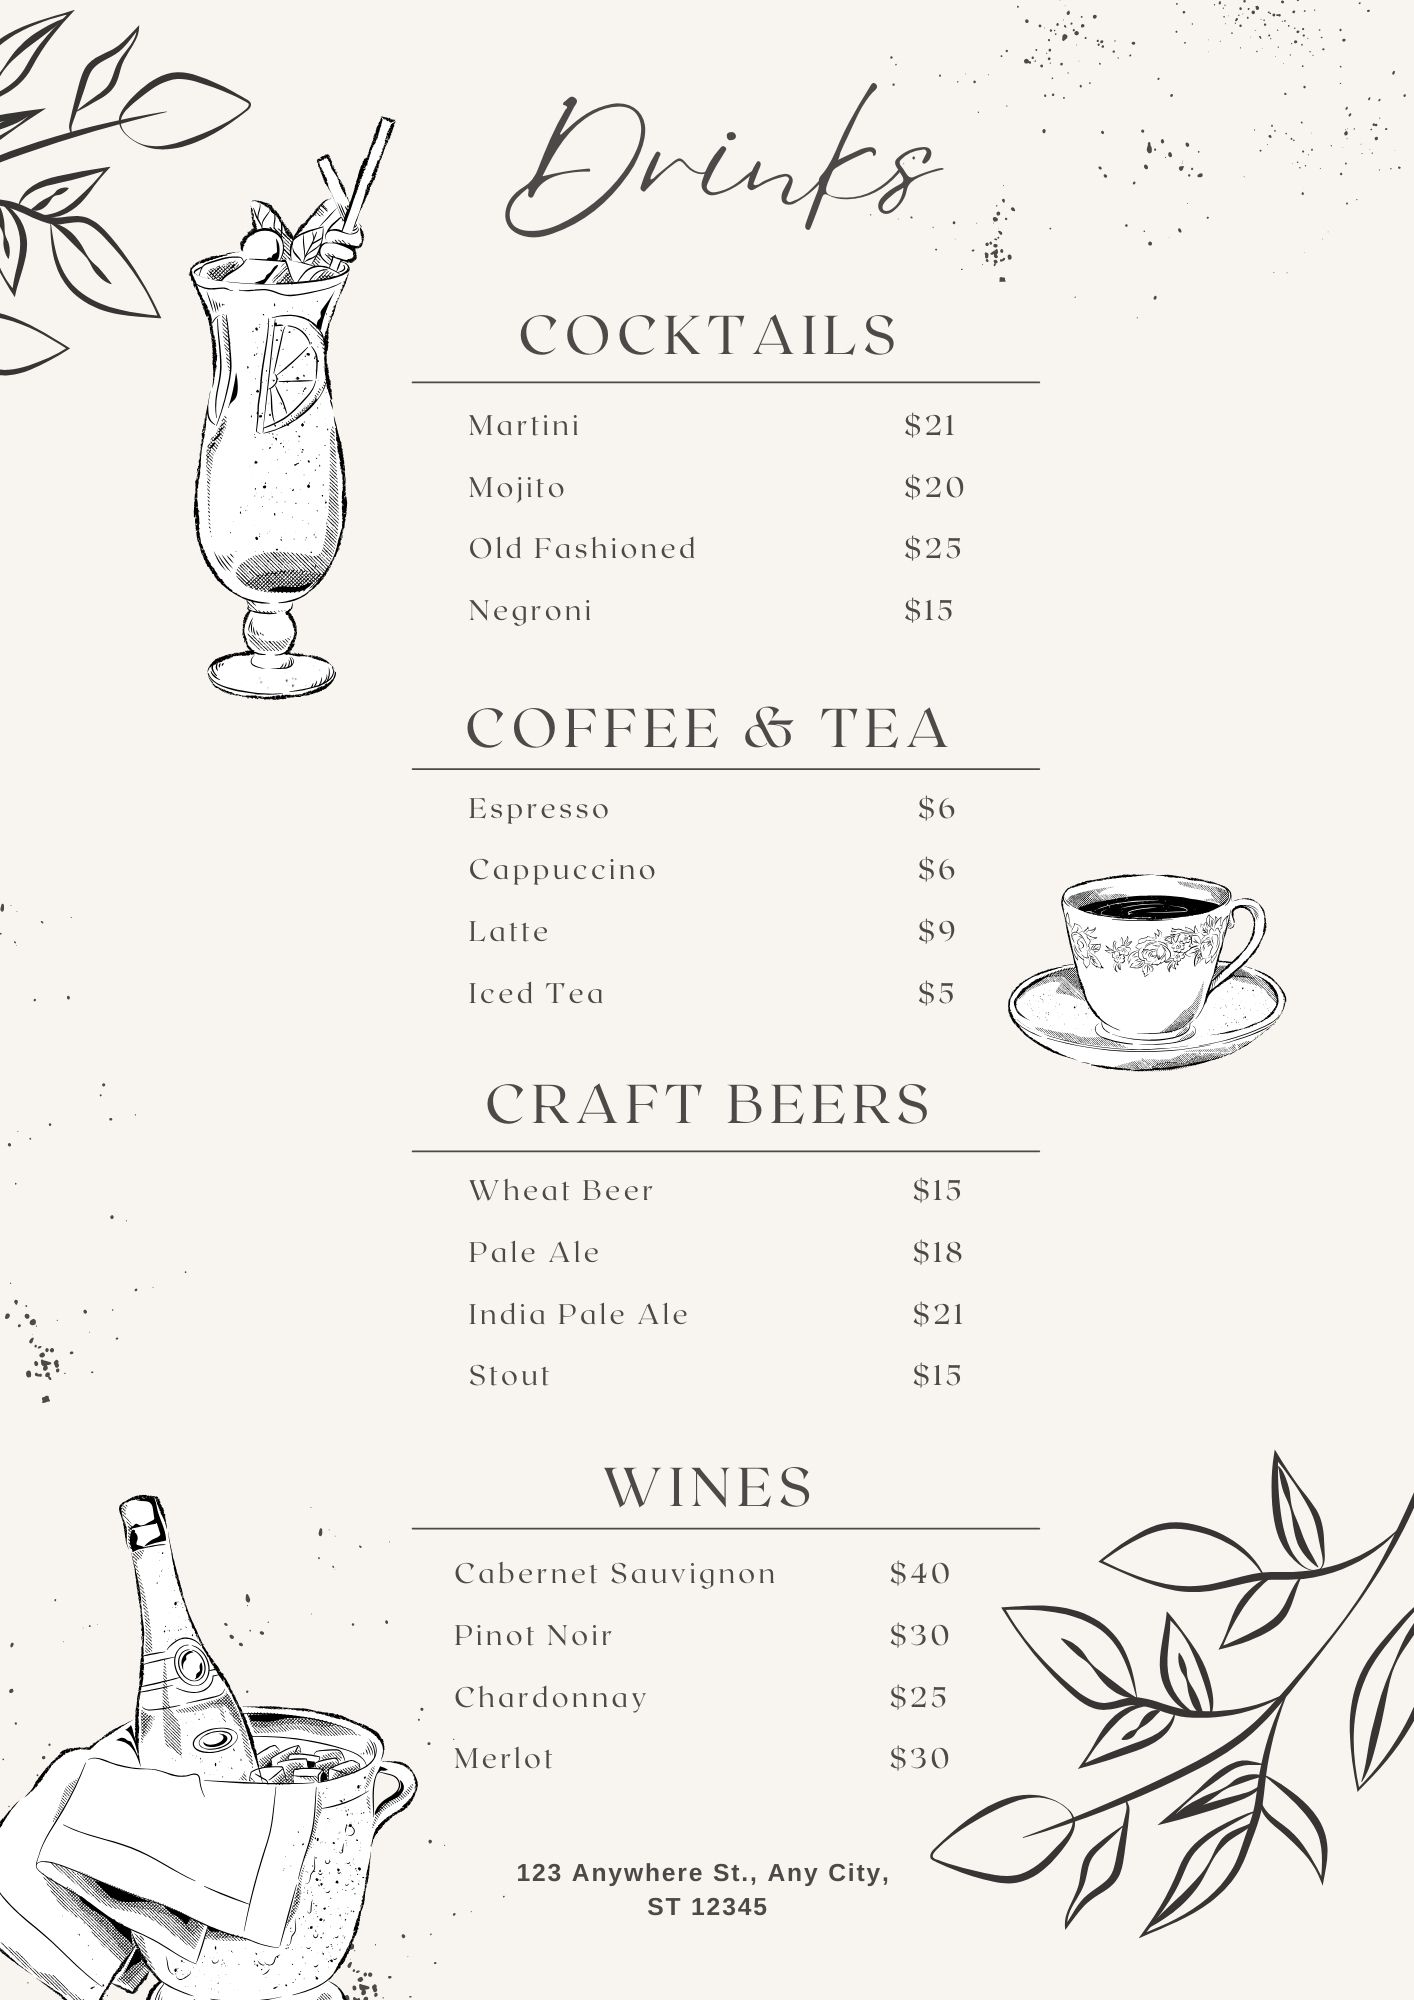 Drinks
COCKTAILS
Martini $21
Mojito $20
Old Fashioned $25
Negroni $15
COFFEE & TEA
Espresso $6
Cappuccino $6
Latte $9
Iced Tea $5
CRAFT BEERS
Wheat Beer $15
Pale Ale $18
India Pale Ale $21
Stout $15
WINES
Cabernet Sauvignon $40
Pinot Noir $30
Chardonnay $25
Merlot $30
123 Anywhere St., Any City,
ST 12345